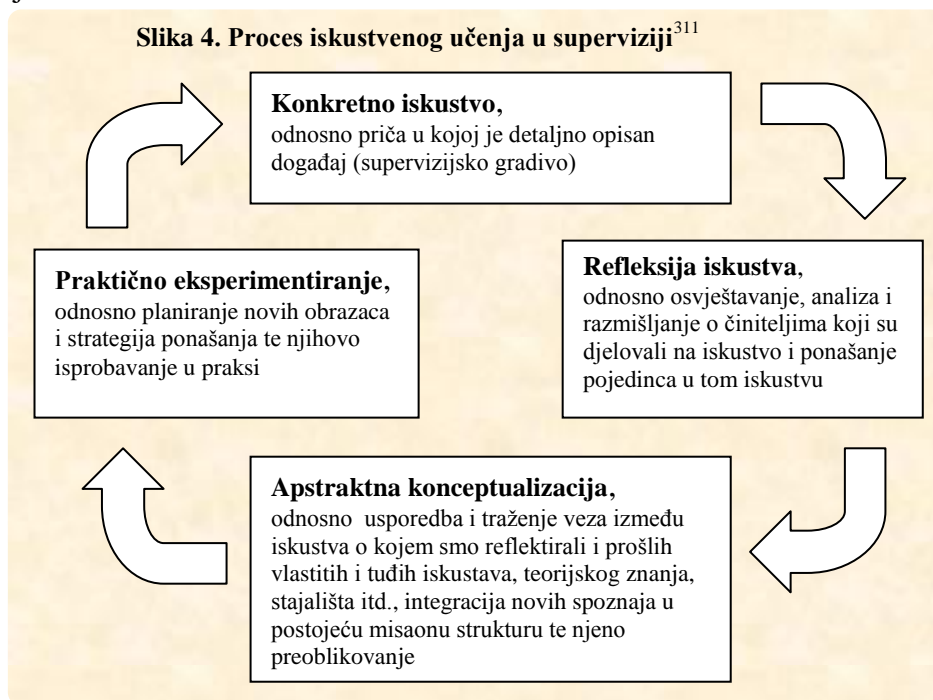 Slika 4. Proces iskustvenog učenja u superviziji311
Konkretno iskustvo,
odnosno priča u kojoj je detaljno opisan
događaj (supervizijsko gradivo)
Refleksija iskustva,
odnosno osvještavanje, analiza i
razmišljanje o činiteljima koji su
djelovali na iskustvo i ponašanje
pojedinca u tom iskustvu
Apstraktna konceptualizacija,
odnosno usporedba i traženje veza između
iskustva o kojem smo reflektirali i prošlih
vlastitih i tuđih iskustava, teorijskog znanja,
stajališta itd., integracija novih spoznaja u
postojeću misaonu strukturu te njeno
preoblikovanje
Praktično eksperimentiranje,
odnosno planiranje novih obrazaca
i strategija ponašanja te njihovo
isprobavanje u praksi